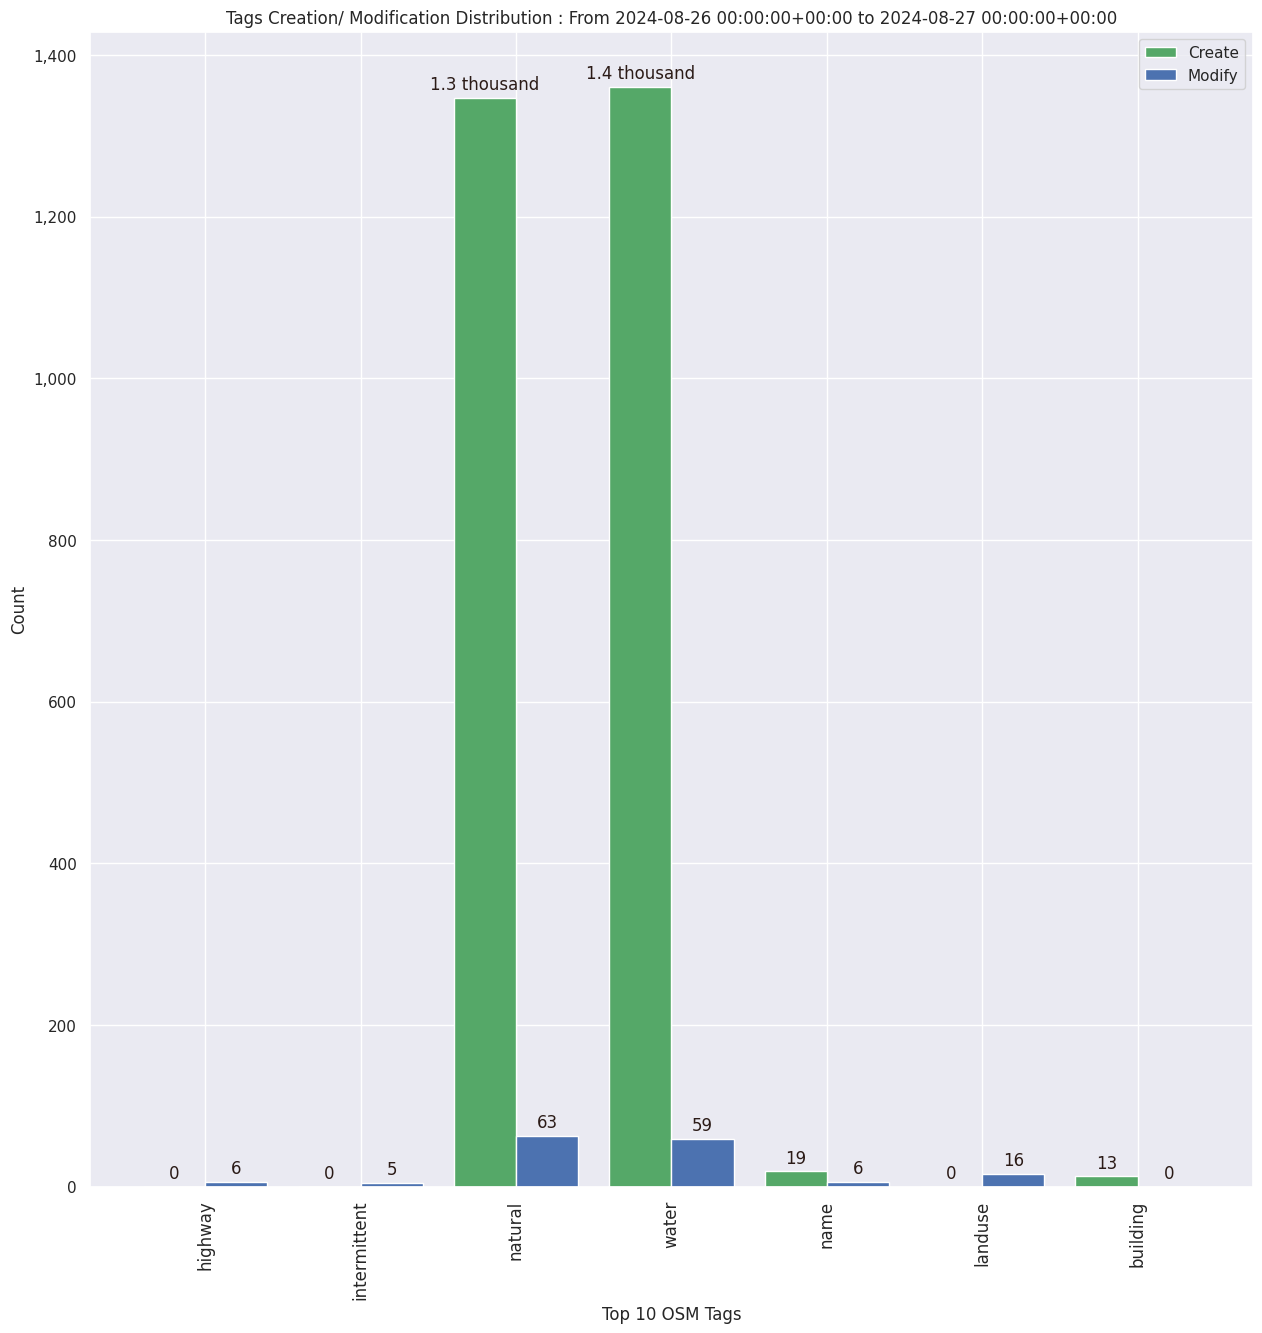 Tags Creation/ Modification Distribution : From 2024-08-26 00:00:00+00:00 to 2024-08-27 00:00:00+00:00
Create
Modify
1,400
1,200
1,000
800
600
400
200
0
Count
0
6
0
5
1.3 thousand
63
1.4 thousand
59
19
6
0
16
13
0
highway
intermittent
natural
water
name
landuse
building
Top 10 OSM Tags